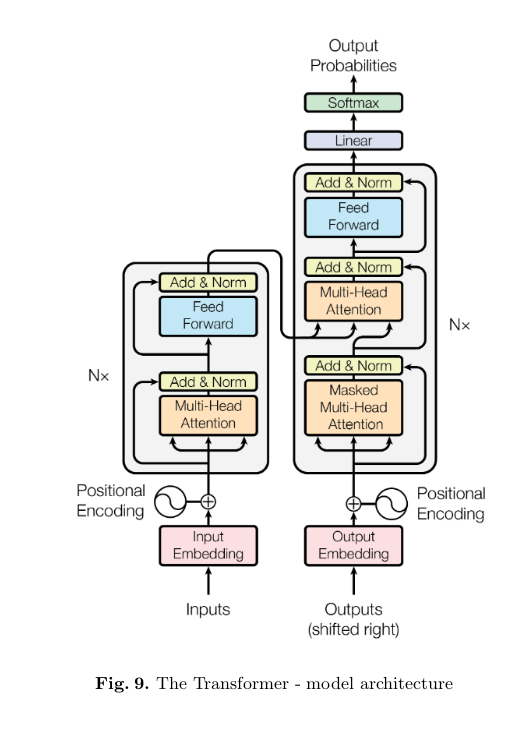 Output
Probabilities
Softmax
Linear
Add & Norm
Feed
Forward
Add & Norm
Multi-Head
Attention
Add & Norm
Masked
Multi-Head
Attention
N×
Add & Norm
Feed
Forward
Add & Norm
Multi-Head
Attention
N×
Positional
Encoding
Positional
Encoding
Input
Embedding
Output
Embedding
Inputs
Outputs
(shifted right)
Fig. 9. The Transformer - model architecture